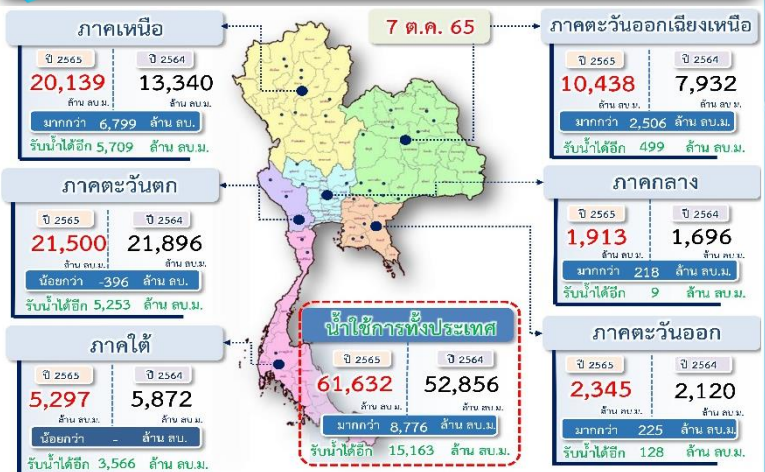 ภาคเหนือ
ปี 2565 ปี 2564
20,139 13,340
ล้าน ลบ.ม. ล้าน ลบ.ม.
มากกว่า 6,799 ล้าน ลบ.
รับน้ำได้อีก 5,709 ล้าน ลบ.ม.
7 ต.ค. 65
ภาคตะวันออกเฉียงเหนือ
ปี 2565 ปี 2564
10,438 7,932
ล้าน ลบ.ม. ล้าน ลบ.ม.
มากกว่า 2,506 ล้าน ลบ.ม.
รับน้ำได้อีก 499 ล้าน ลบ.ม.
ภาคตะวันตก
ปี 2565 ปี 2564
21,500 21,896
ล้าน ลบ.ม. ล้าน ลบ.ม.
น้อยกว่า -396 ล้าน ลบ.
รับน้ำได้อีก 5,253 ล้าน ลบ.ม.
ภาคกลาง
ปี 2565 ปี 2564
1,913 1,696
ล้าน ลบ.ม. ล้าน ลบ.ม.
มากกว่า 218 ล้าน ลบ.ม.
รับน้ำได้อีก 9 ล้าน ลบ.ม.
ภาคใต้
ปี 2565 ปี 2564
5,297 5,872
ล้าน ลบ.ม. ล้าน ลบ.ม.
น้อยกว่า - ล้าน ลบ.
รับน้ำได้อีก 3,566 ล้าน ลบ.ม.
น้ำใช้การทั้งประเทศ
ปี 2565 ปี 2564
61,632 52,856
ล้าน ลบ.ม. ล้าน ลบ.ม.
มากกว่า 8,776 ล้าน ลบ.ม.
รับน้ำได้อีก 15,163 ล้าน ลบ.ม.
ภาคตะวันออก
ปี 2565 ปี 2564
2,345 2,120
ล้าน ลบ.ม. ล้าน ลบ.ม.
มากกว่า 225 ล้าน ลบ.ม.
รับน้ำได้อีก 128 ล้าน ลบ.ม.